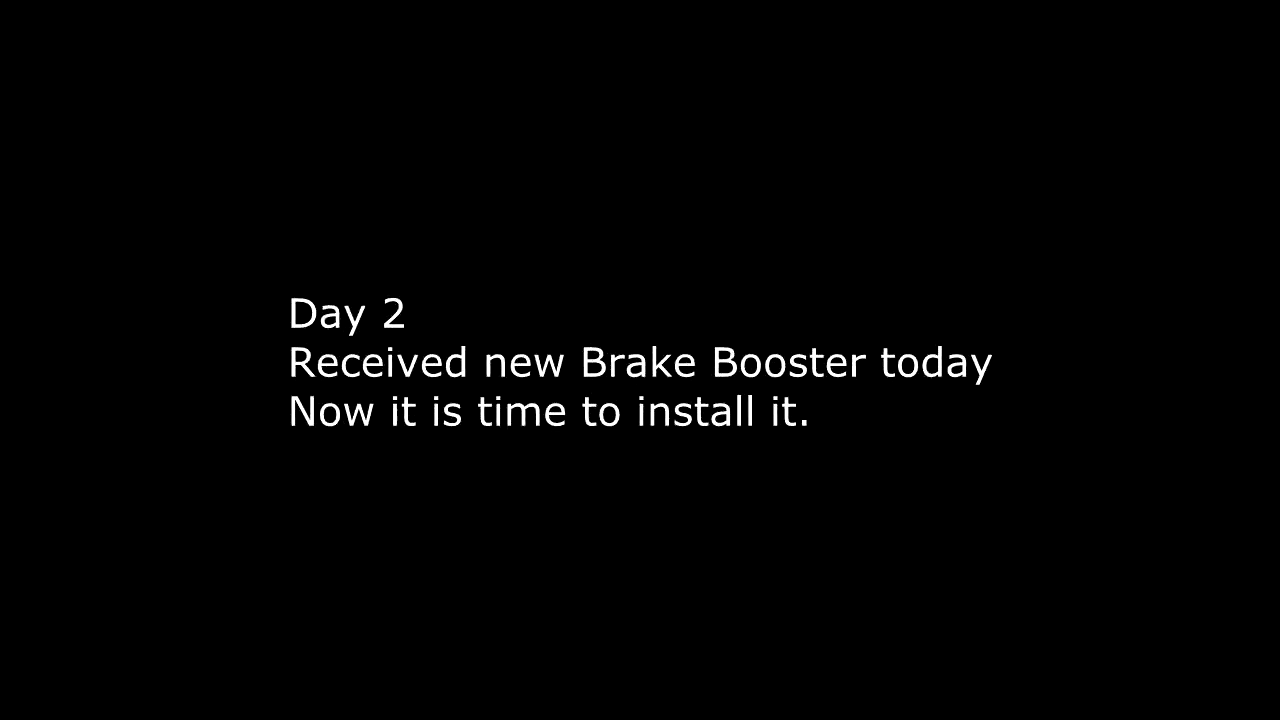 Day 2
Received new Brake Booster today
Now it is time to install it.